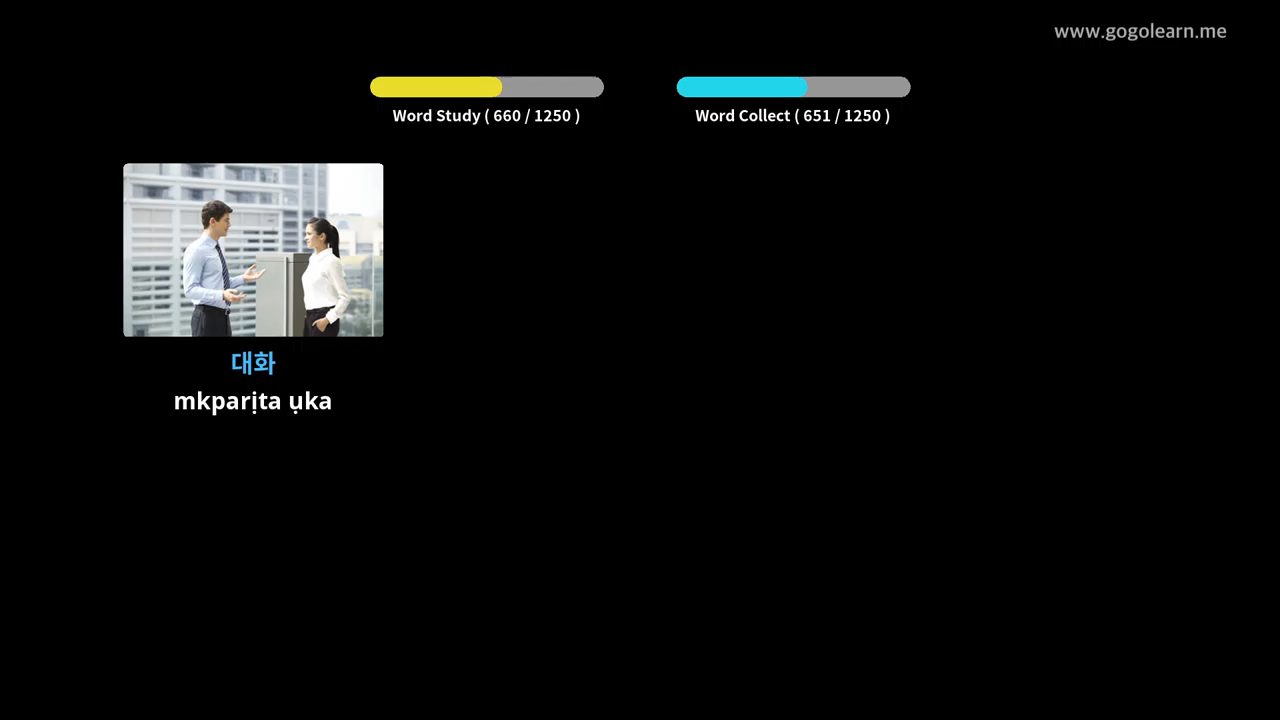 www.gogolearn.me
Word Study ( 660 / 1250 )
Word Collect ( 651 / 1250 )
대화
mkparịta ụka